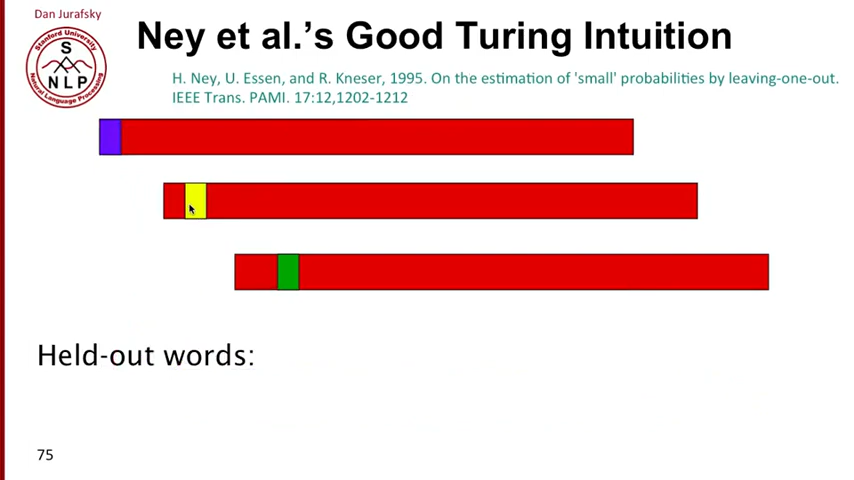 Dan Jurafsky
Stanford University
S
NLP
Natural Language Processing
Ney et al.’s Good Turing Intuition
H. Ney, U. Essen, and R. Kneser, 1995. On the estimation of 'small' probabilities by leaving-one-out.
IEEE Trans. PAMI. 17:12,1202-1212
Held-out words:
75